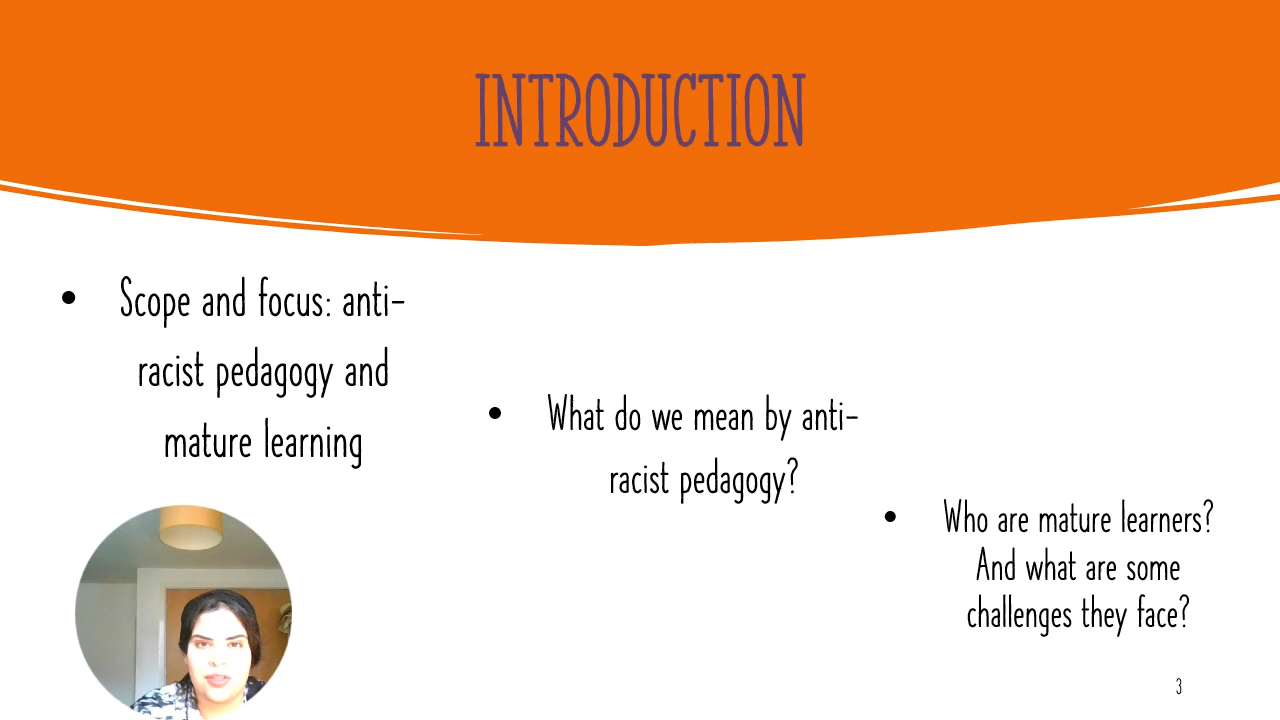 INTRODUCTION
• Scope and focus: anti-
racist pedagogy and
mature learning
• What do we mean by anti-
racist pedagogy?
• Who are mature learners?
And what are some
challenges they face?
3